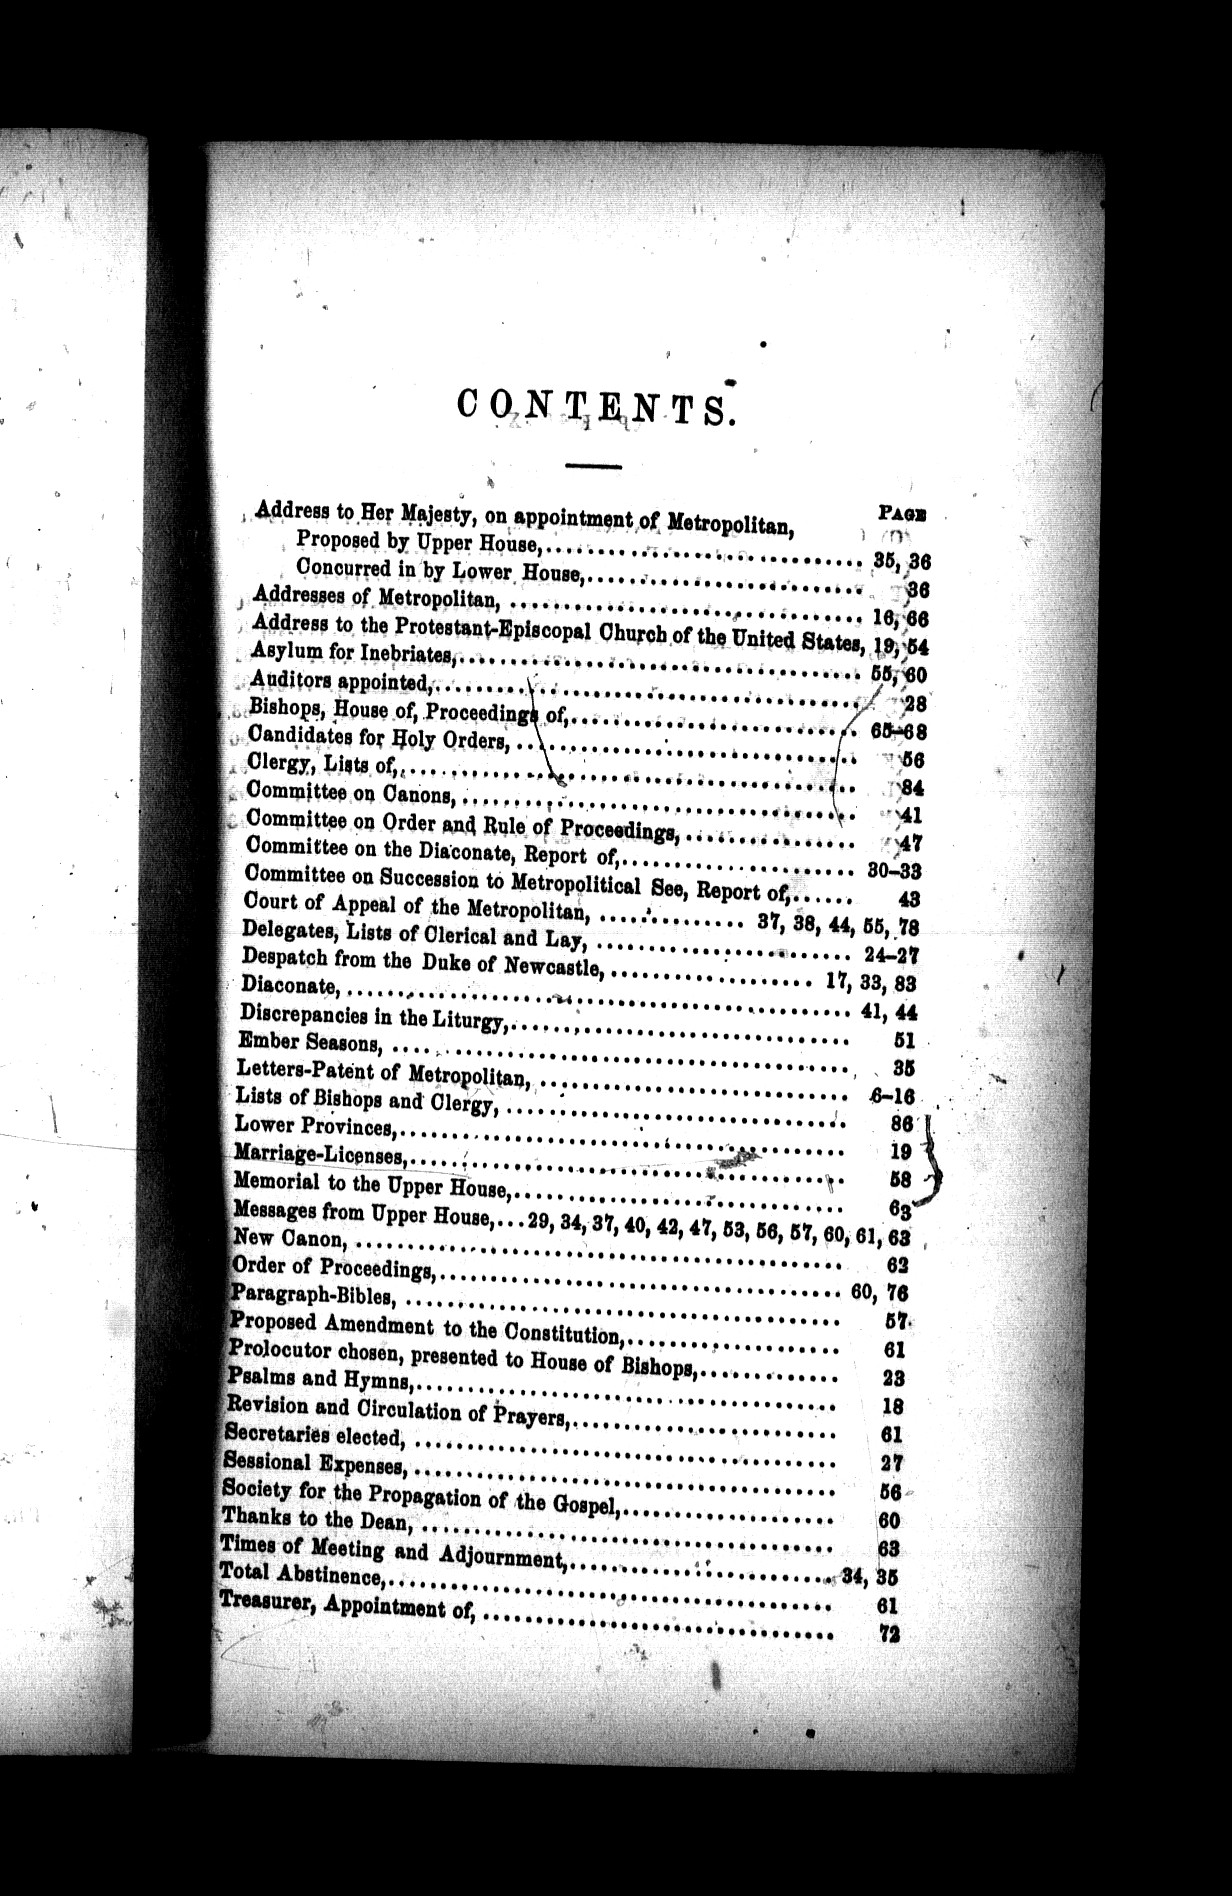 CONTENTS.
PAGE
Address to Her Majesty, on appointment of Metropolitan,
Proposed by Upper House,.............................. 35, 36
Concurred in by Lower House,.......................... 36
Addresses of Metropolitan, .................................. 16, 66
Address to the Protestant-Episcopal Church of the United States, 19, 54
Asylum for Inebriates,....................................... 55, 60
Auditors appointed,......................................... 28
Bishops, House of, Proceedings of,............................ 65-68
Candidates for Holy Orders, ................................. 56
Clergy, Lists of,............................................ 84
Committee on Canons, ...................................... 41
Committee on Order and Rule of Proceedings,................. 47
Committee on the Diaconate, Report of,....................... 30-33
Committee on Succession to Metropolitical See, Report of,...... 43
Court of Appeal of the Metropolitan, .............. 37, 38, 44, 55, 78
Delegates, Lists of Clerical and Lay, ......................... 24-27
Despatch from the Duke of Newcastle, .................... 17, 33, 83
Diaconate, ................................................. 41, 44
Discrepancies in the Liturgy,................................. 51
Ember Seasons, ............................................. 35
Letters-Patent of Metropolitan, .............................. 6-16
Lists of Bishops and Clergy, ................................. 86
Lower Provinces,........................................... 19
Marriage-Licenses,.......................................... 58
Memorial to the Upper House,................................ 63
Messages from Upper House,...29, 34, 37, 40, 42, 47, 53, 56, 57, 60, 61, 63
New Canon, ............................................... 62
Order of Proceedings,....................................... 60, 76
Paragraph-Bibles, .......................................... 57
Proposed Amendment to the Constitution,..................... 61
Prolocutor chosen, presented to House of Bishops,............. 23
Psalms and Hymns,......................................... 18
Revision and Circulation of Prayers,.......................... 61
Secretaries elected, ......................................... 27
Sessional Expenses, ......................................... 56
Society for the Propagation of the Gospel,..................... 60
Thanks to the Dean, ........................................ 63
Times of Meeting and Adjournment,.......................... 34, 35
Total Abstinence,........................................... 61
Treasurer, Appointment of, .................................. 72